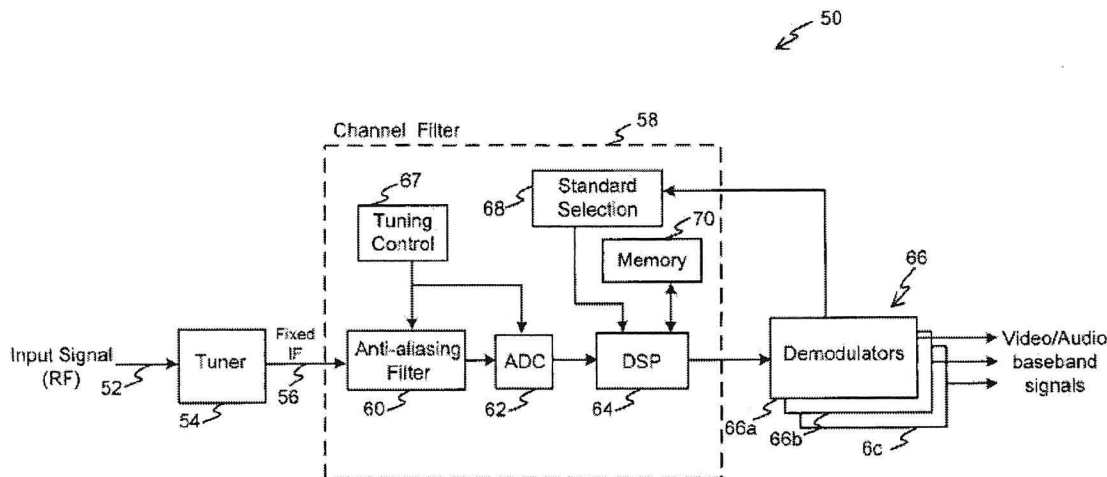 50
Channel Filter
58
67
Tuning
Control
68
Standard
Selection
70
Memory
66
Input Signal
(RF)
52
Tuner
54
Fixed
IF
56
Anti-aliasing
Filter
60
ADC
62
DSP
64
Demodulators
66a
66b
6c
Video/Audio
baseband
signals